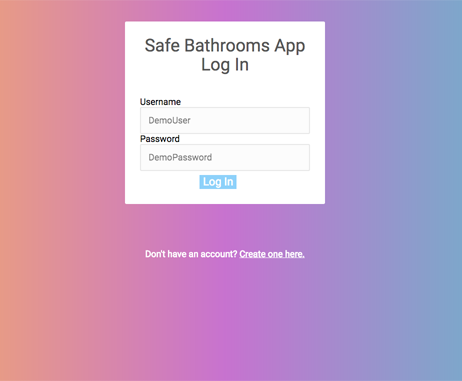 Safe Bathrooms App
Log In
Username
DemoUser
Password
DemoPassword
Log In
Don't have an account? Create one here.